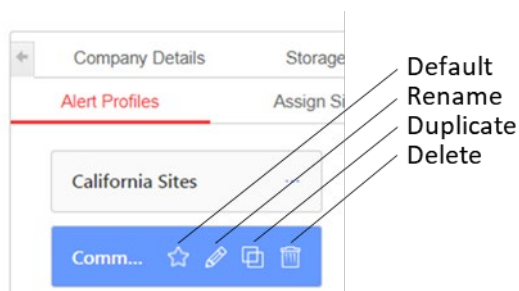 Company Details Storage
Alert Profiles Assign Si
California Sites ...
Comm...
Default
Rename
Duplicate
Delete